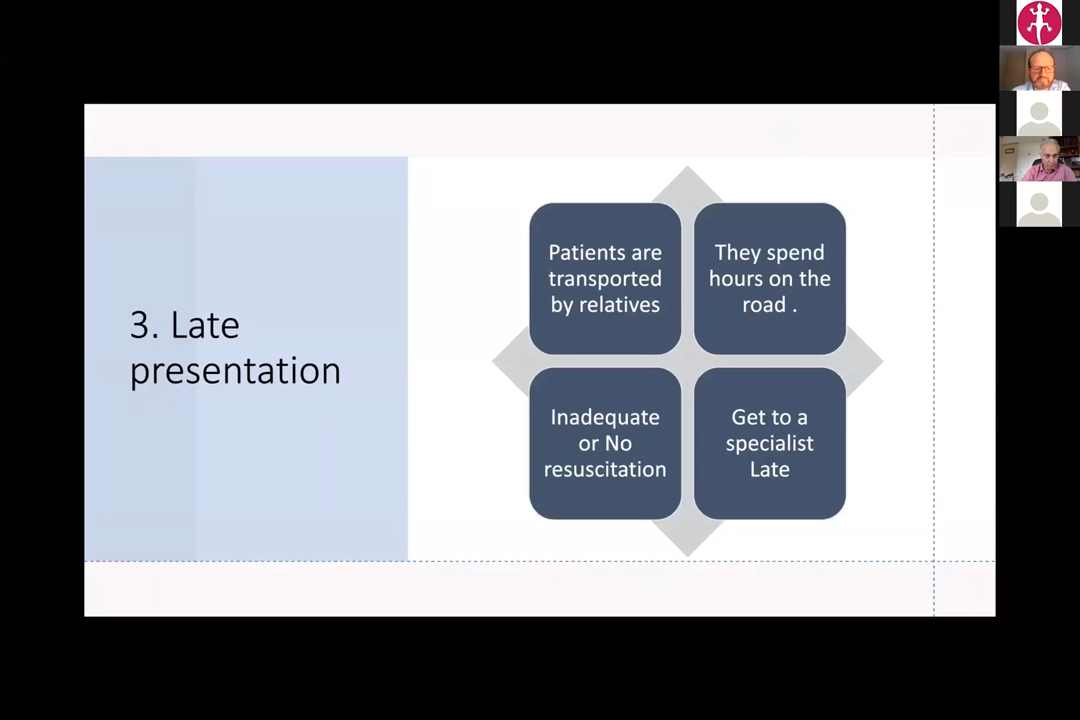 3. Late
presentation
Patients are
transported
by relatives
They spend
hours on the
road .
Inadequate
or No
resuscitation
Get to a
specialist
Late